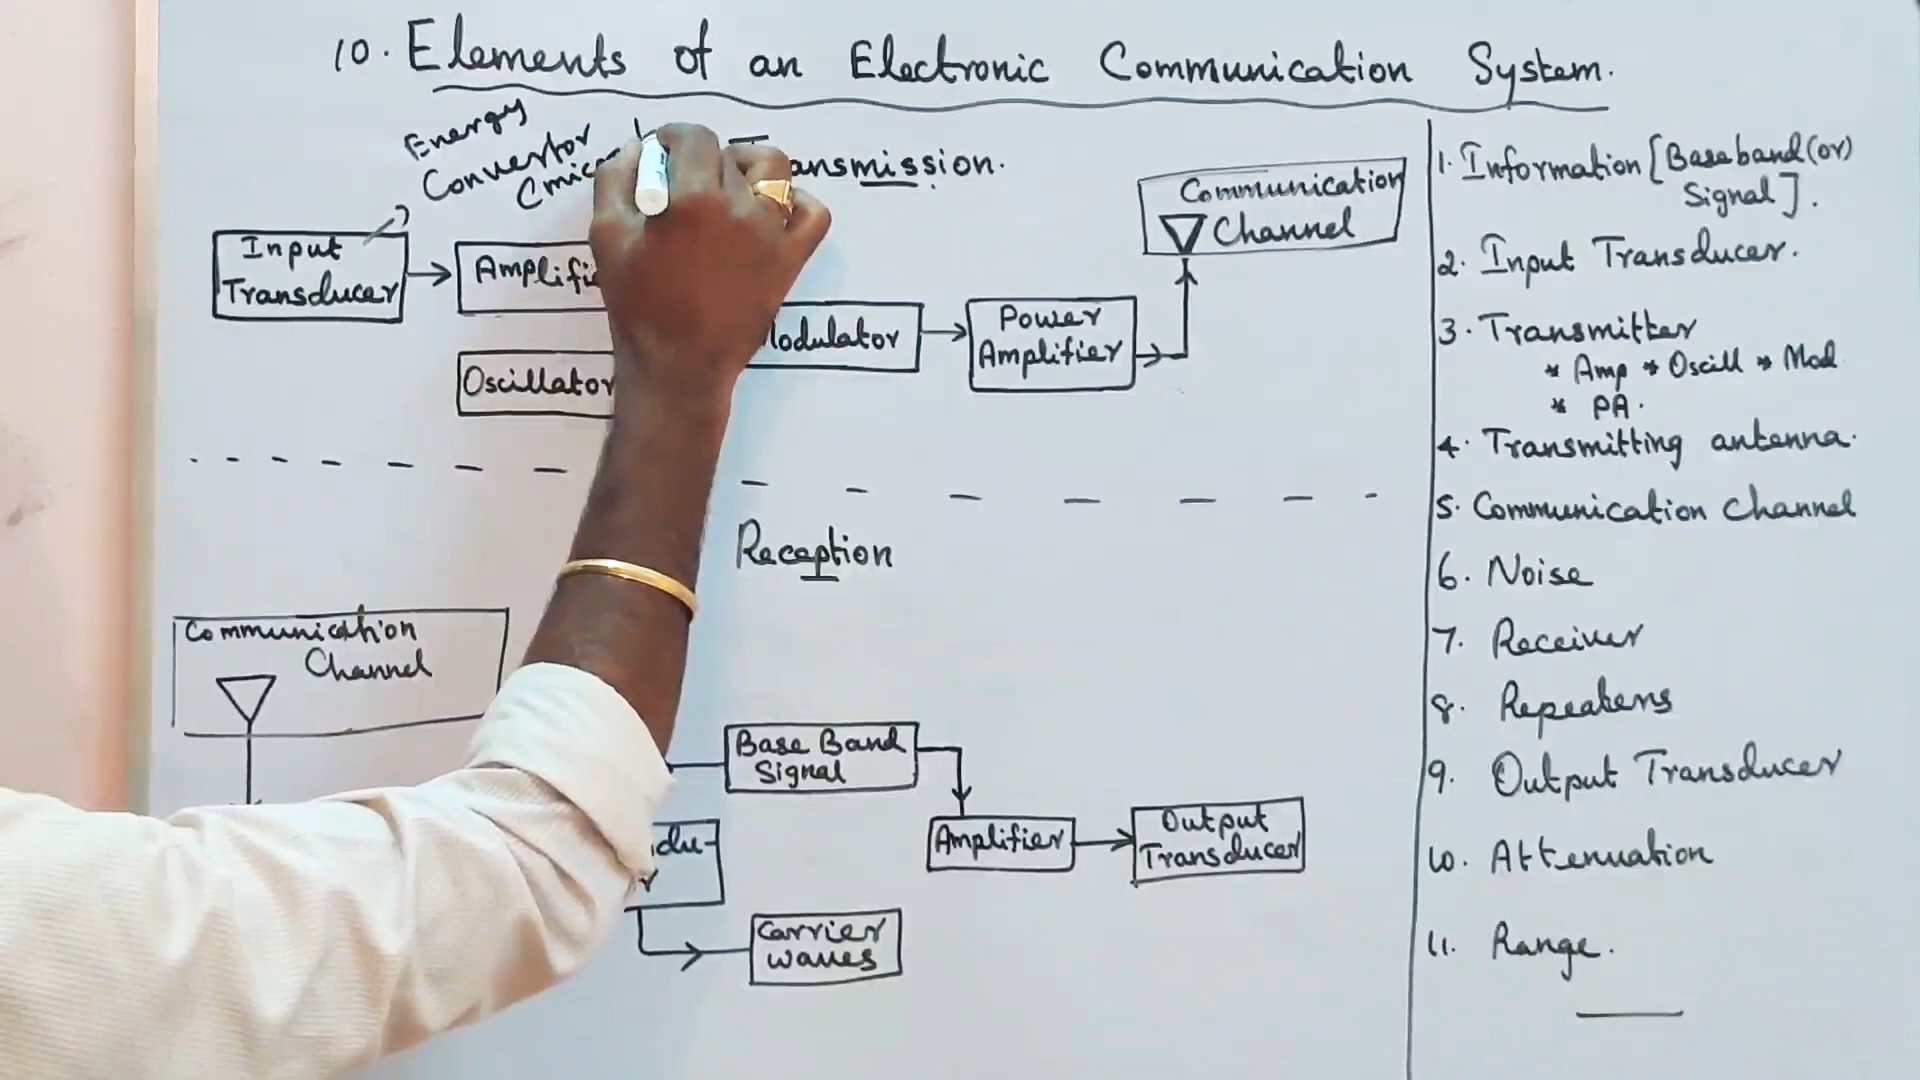 10. Elements of an Electronic Communication System.
Energy
Convertor
Transmission.
Input
Transducer
Oscillator
Modulator
Power
Amplifier
Communication
Channel
Reception
Communication
Channel
Base Band
Signal
Amplifier
Output
Transducer
Carrier
waves
1. Information [Baseband (or)
Signal].
2. Input Transducer.
3. Transmitter
* Amp * Oscill * Mod
* PA.
4. Transmitting antenna.
5. Communication Channel
6. Noise
7. Receiver
8. Repeaters
9. Output Transducer
10. Attenuation
11. Range.